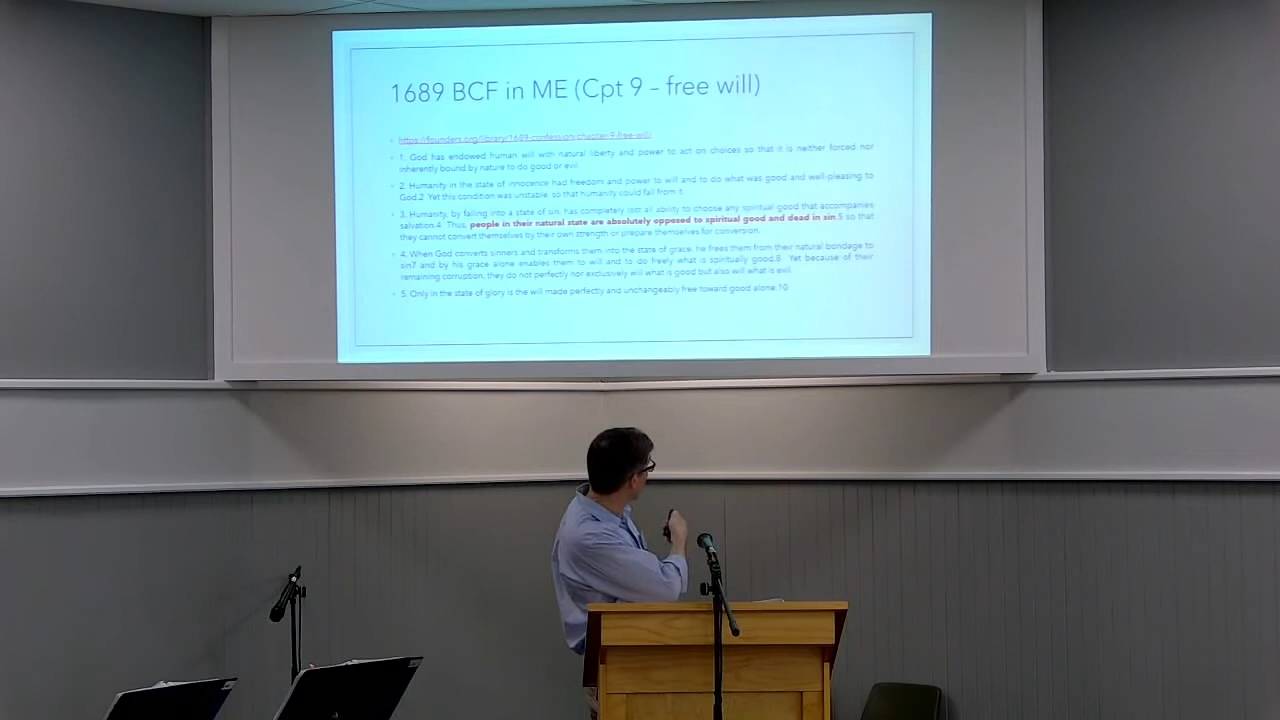 1689 BCF in ME (Cpt 9 – free will)
https://founders.org/library/1689-confession/chapter-9-free-will/
1. God has endowed human will with natural liberty and power to act on choices so that it is neither forced nor
inherently bound by nature to do good or evil
2. Humanity in the state of innocence had freedom and power to will and to do what was good and well-pleasing to
God.2 Yet this condition was unstable, so that humanity could fall from it
3. Humanity, by falling into a state of sin, has completely lost all ability to choose any spiritual good that accompanies
salvation.4 Thus, people in their natural state are absolutely opposed to spiritual good and dead in sin,5 so that
they cannot convert themselves by their own strength or prepare themselves for conversion.
4. When God converts sinners and transforms them into the state of grace, he frees them from their natural bondage to
sin7 and by his grace alone enables them to will and to do freely what is spiritually good.8 Yet because of their
remaining corruption, they do not perfectly nor exclusively will what is good but also will what is evil
5. Only in the state of glory is the will made perfectly and unchangeably free toward good alone.10